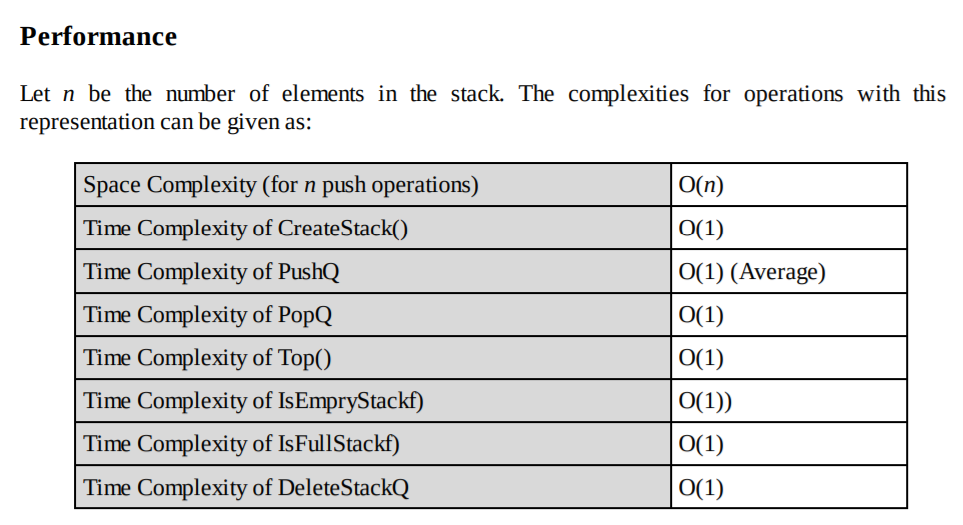 Performance
Let n be the number of elements in the stack. The complexities for operations with this
representation can be given as:
Space Complexity (for n push operations) O(n)
Time Complexity of CreateStack() O(1)
Time Complexity of PushQ O(1) (Average)
Time Complexity of PopQ O(1)
Time Complexity of Top() O(1)
Time Complexity of IsEmpryStackf) O(1))
Time Complexity of IsFullStackf) O(1)
Time Complexity of DeleteStackQ O(1)